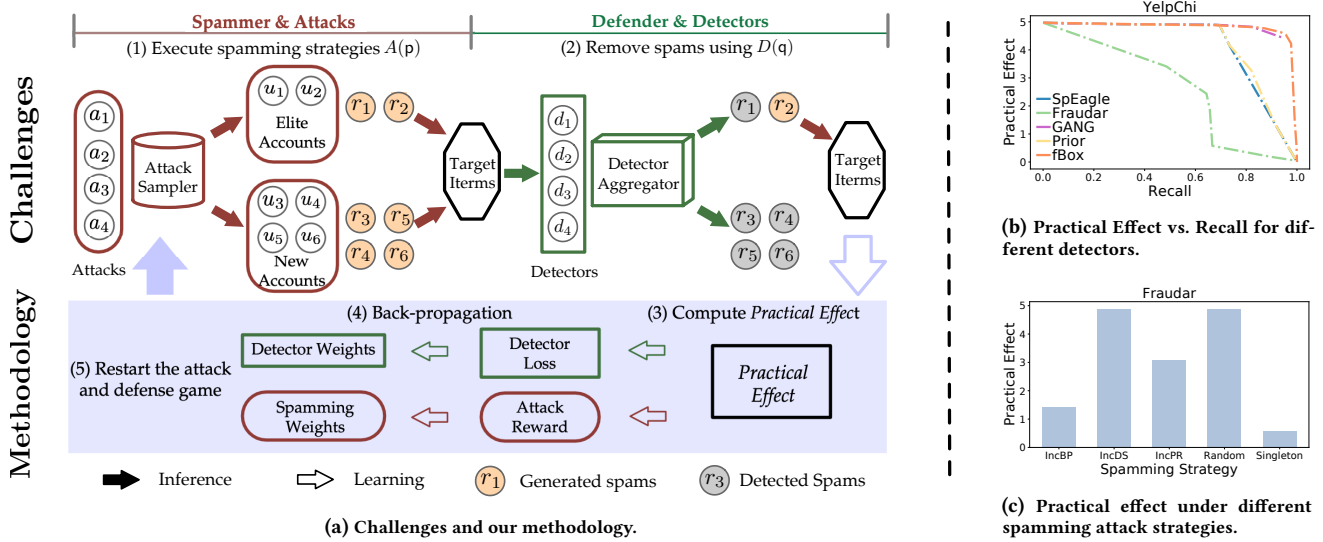 Spammer & Attacks
Defender & Detectors
(1) Execute spamming strategies A(p)
(2) Remove spams using D(q)
Challenges
a1
a2
a3
a4
Attacks
Attack
Sampler
u1 u2
Elite
Accounts
r1 r2
u3 u4
u5 u6
New
Accounts
r3 r5
r4 r6
Target
Iterms
d1
d2
d3
d4
Detectors
Detector
Aggregator
r1 r2
r3 r4
r5 r6
Target
Iterms
Methodology
(4) Back-propagation
(3) Compute Practical Effect
(5) Restart the attack
and defense game
Detector Weights
Detector
Loss
Spamming
Weights
Attack
Reward
Practical
Effect
Inference
Learning
r1 Generated spams
r3 Detected Spams
(a) Challenges and our methodology.
YelpChi
Practical Effect
5
4
3
2
1
0
SpEagle
Fraudar
GANG
Prior
fBox
0.0 0.2 0.4 0.6 0.8 1.0
Recall
(b) Practical Effect vs. Recall for dif-
ferent detectors.
Fraudar
Practical Effect
5
4
3
2
1
0
IncBP IncDS IncPR Random Singleton
Spamming Strategy
(c) Practical effect under different
spamming attack strategies.